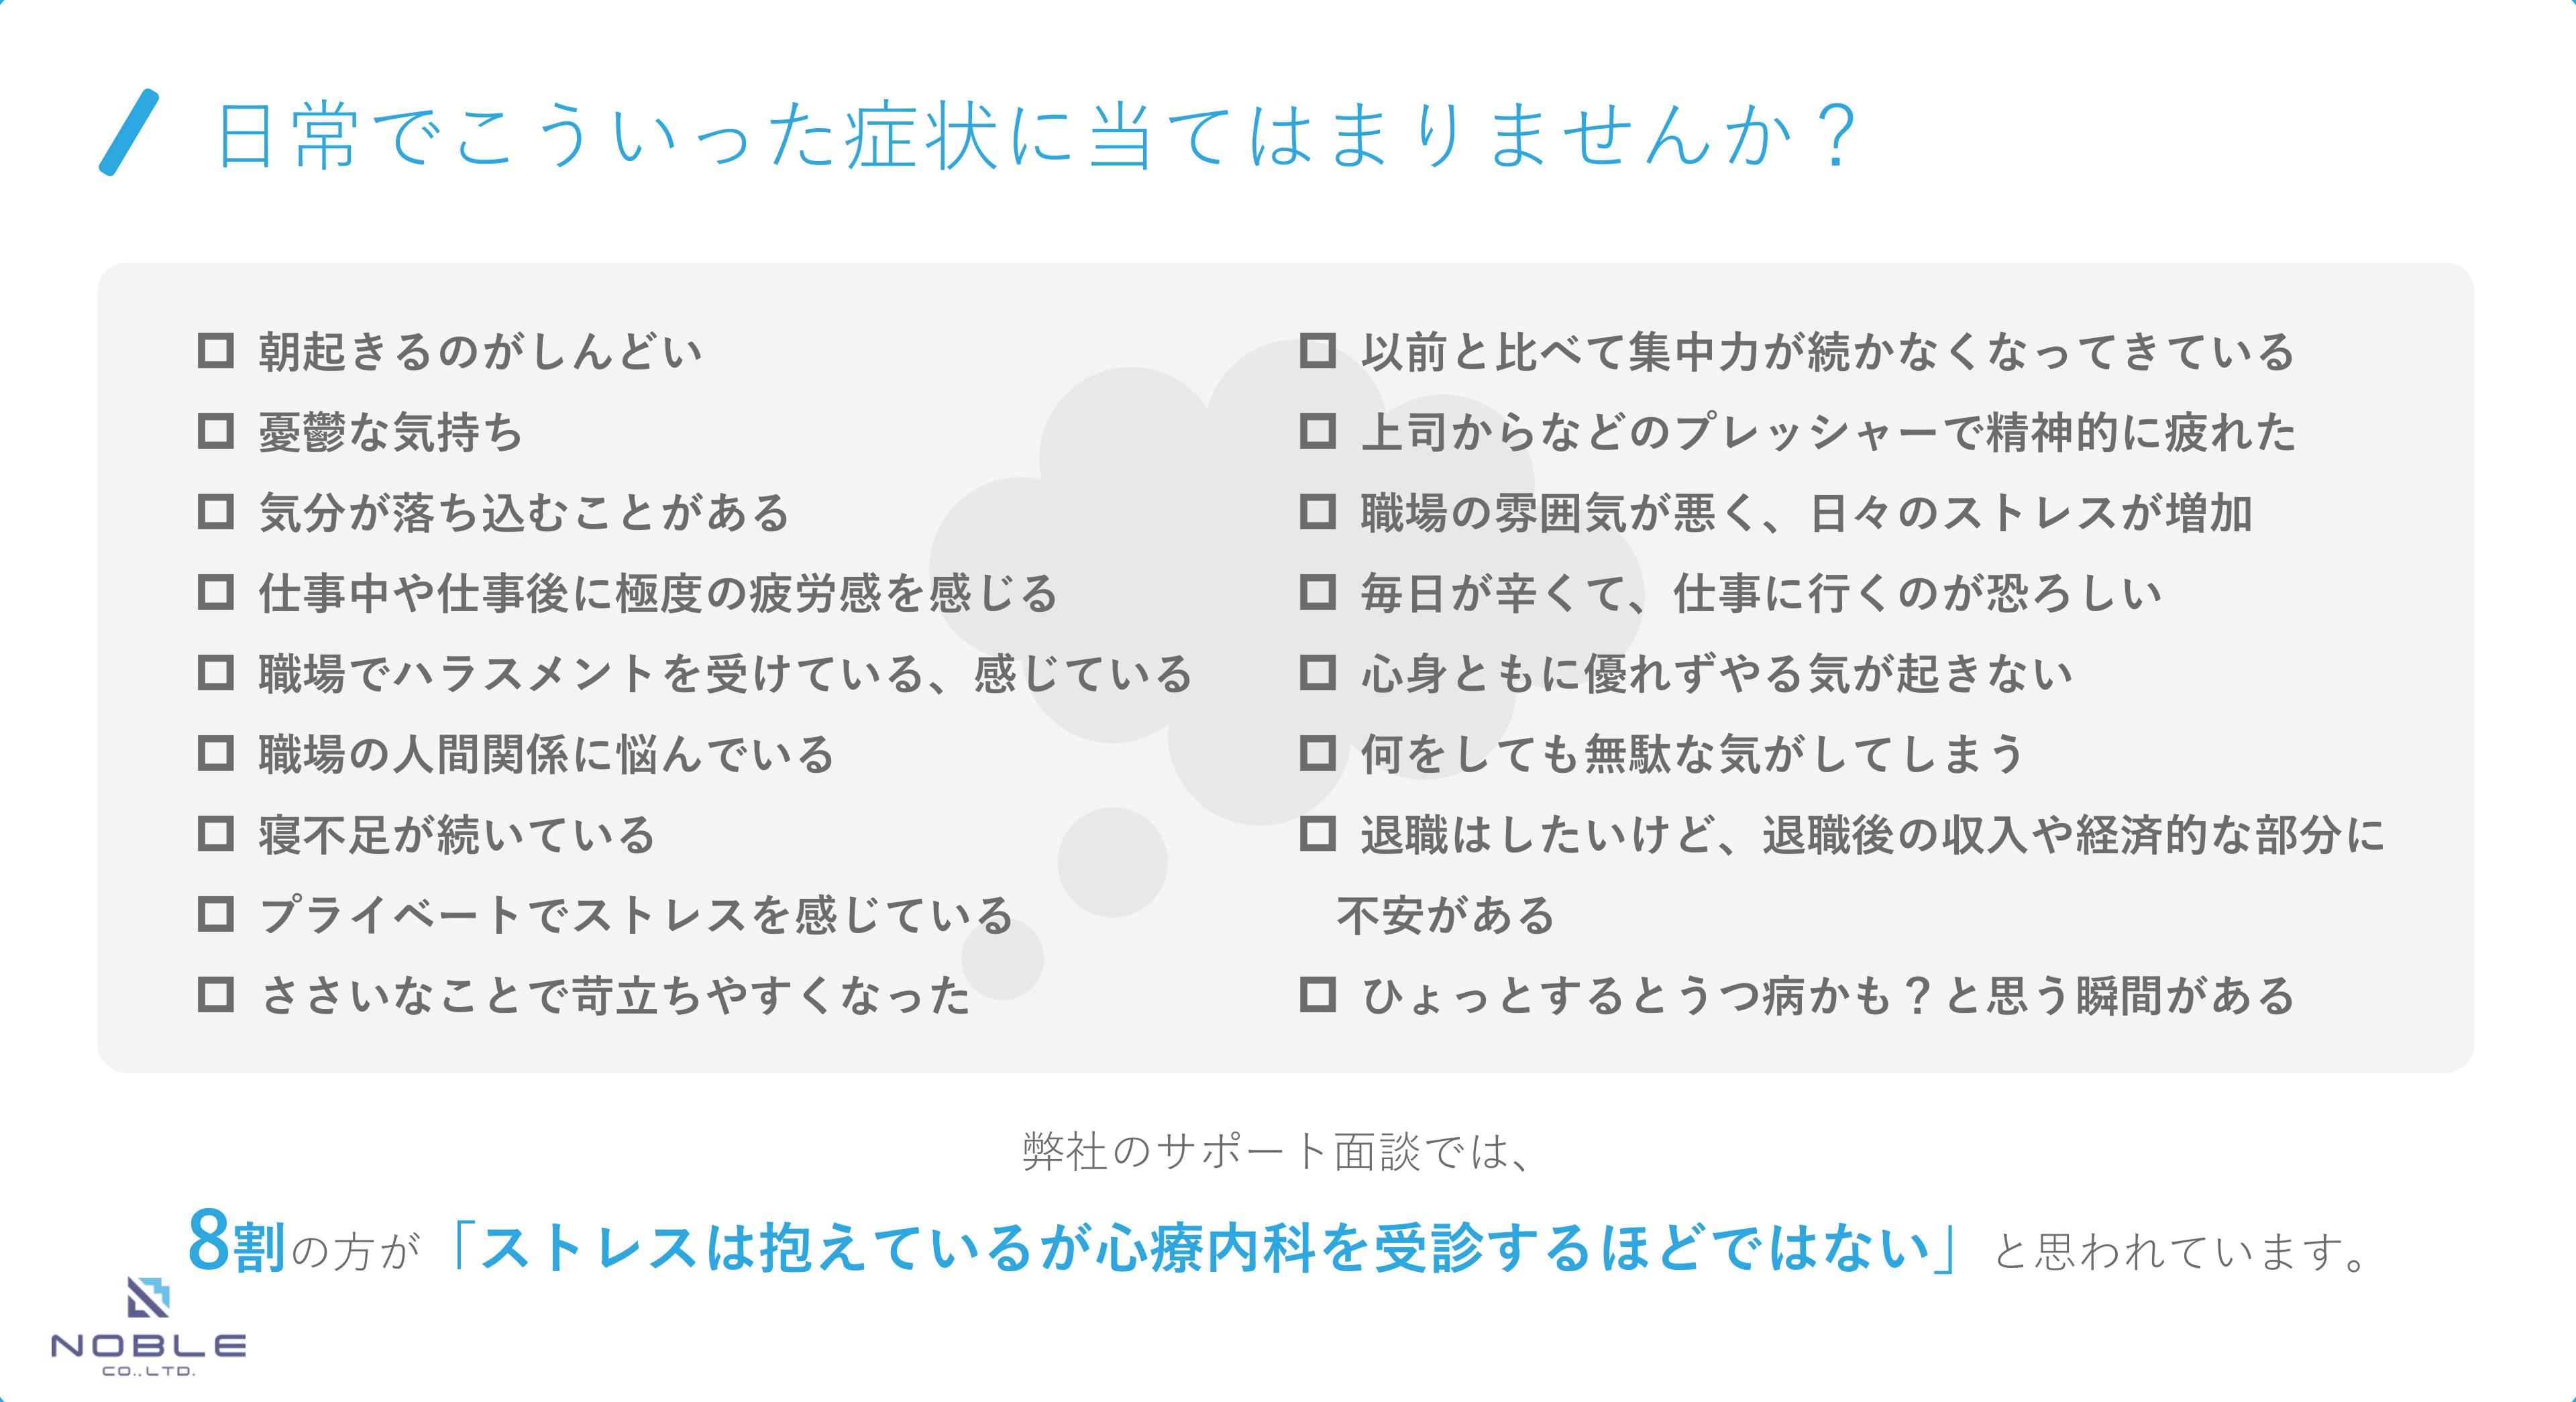 日常でこういった症状に当てはまりませんか？
朝起きるのがしんどい
憂鬱な気持ち
気分が落ち込むことがある
仕事中や仕事後に極度の疲労感を感じる
職場でハラスメントを受けている、感じている
職場の人間関係に悩んでいる
寝不足が続いている
プライベートでストレスを感じている
ささいなことで苛立ちやすくなった
以前と比べて集中力が続かなくなってきている
上司からなどのプレッシャーで精神的に疲れた
職場の雰囲気が悪く、日々のストレスが増加
毎日が辛くて、仕事に行くのが恐ろしい
心身ともに優れずやる気が起きない
何をしても無駄な気がしてしまう
退職はしたいけど、退職後の収入や経済的な部分に
不安がある
ひょっとするとうつ病かも？と思う瞬間がある
弊社のサポート面談では、
8割の方が「ストレスは抱えているが心療内科を受診するほどではない」と思われています。
NOBLE
CO.,LTD.